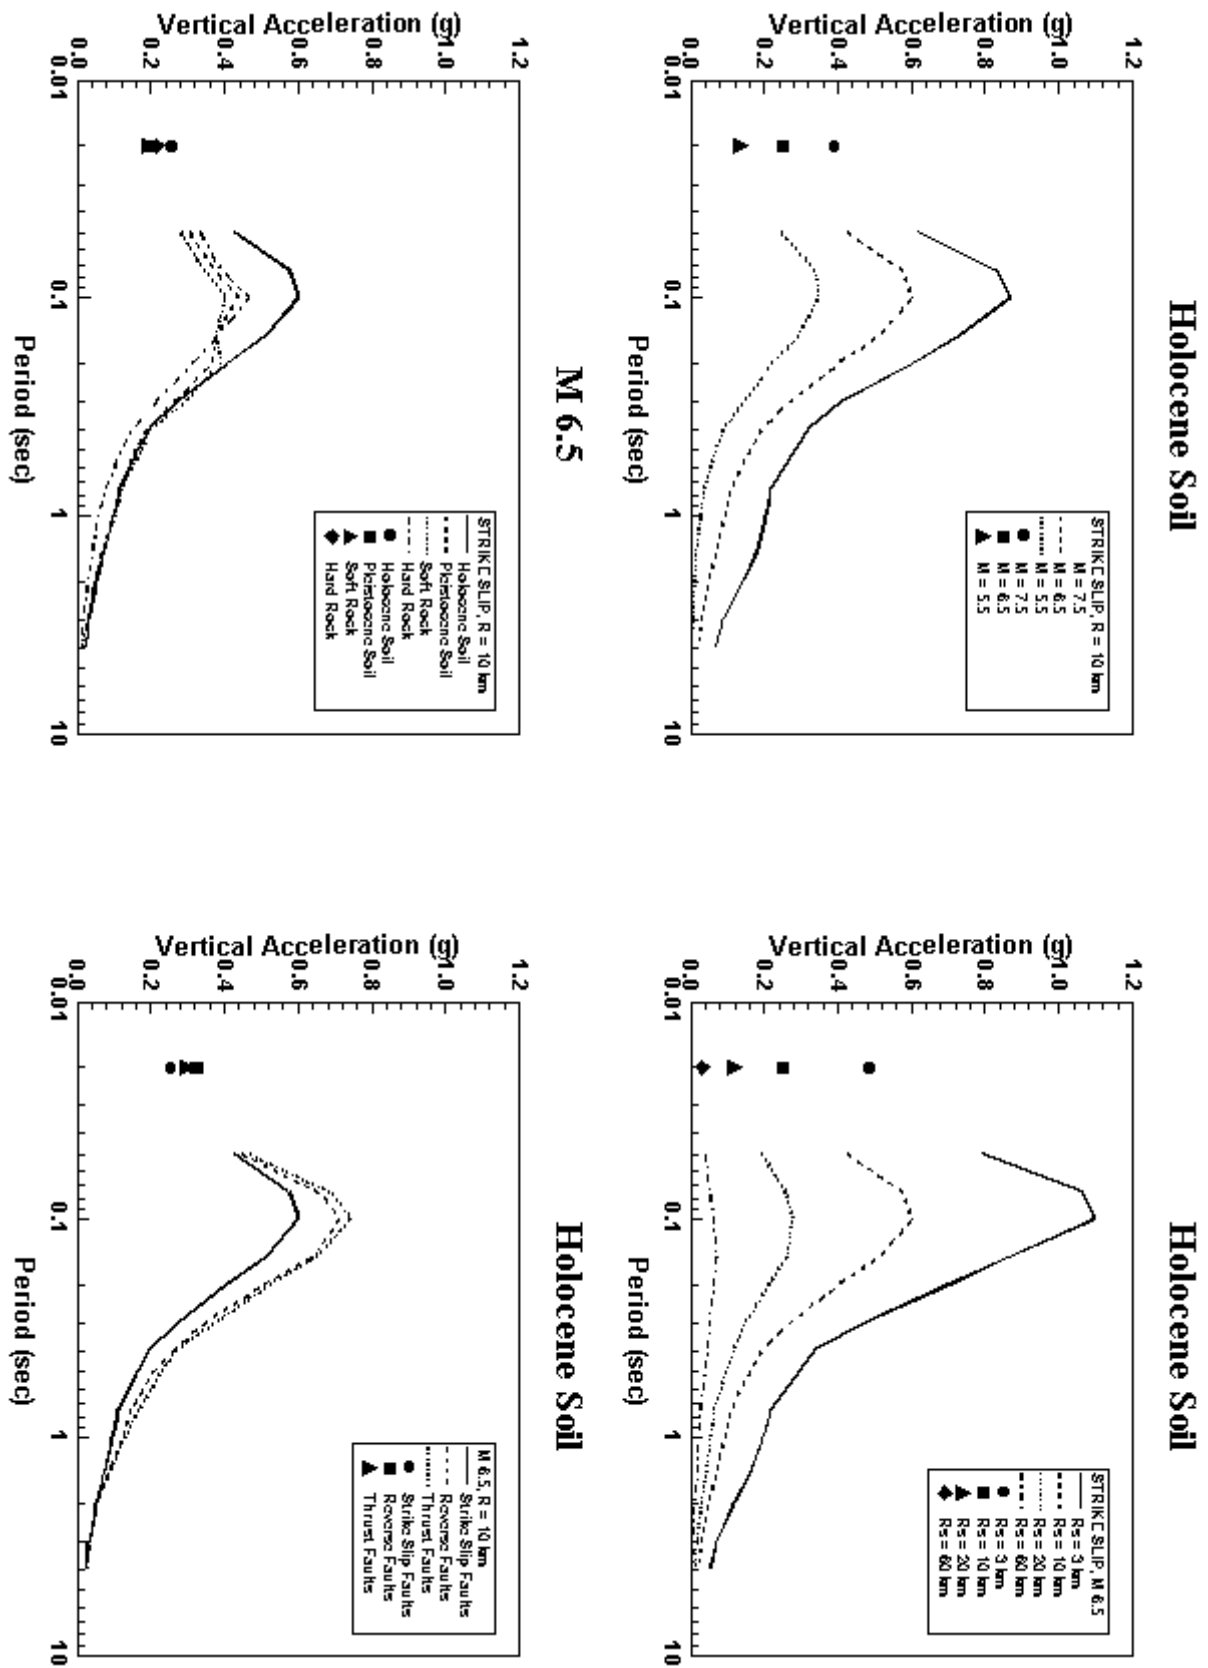 Holocene Soil
Vertical Acceleration (g)
1.2
1.0
0.8
0.6
0.4
0.2
0.0
0.01
0.1
1
10
Period (sec)
STRIKE SLIP, R = 10 km
M = 7.5
M = 6.5
M = 5.5
M = 7.5
M = 6.5
M = 5.5
Holocene Soil
Vertical Acceleration (g)
1.2
1.0
0.8
0.6
0.4
0.2
0.0
0.01
0.1
1
10
Period (sec)
STRIKE SLIP, M 6.5
Rs = 3 km
Rs = 10 km
Rs = 20 km
Rs = 60 km
Rs = 3 km
Rs = 10 km
Rs = 20 km
Rs = 60 km
M 6.5
Vertical Acceleration (g)
1.2
1.0
0.8
0.6
0.4
0.2
0.0
0.01
0.1
1
10
Period (sec)
STRIKE SLIP, R = 10 km
Holocene Soil
Pleistocene Soil
Soft Rock
Hard Rock
Holocene Soil
Pleistocene Soil
Soft Rock
Hard Rock
Holocene Soil
Vertical Acceleration (g)
1.2
1.0
0.8
0.6
0.4
0.2
0.0
0.01
0.1
1
10
Period (sec)
M 6.5, R = 10 km
Strike Slip Faults
Reverse Faults
Thrust Faults
Strike Slip Faults
Reverse Faults
Thrust Faults